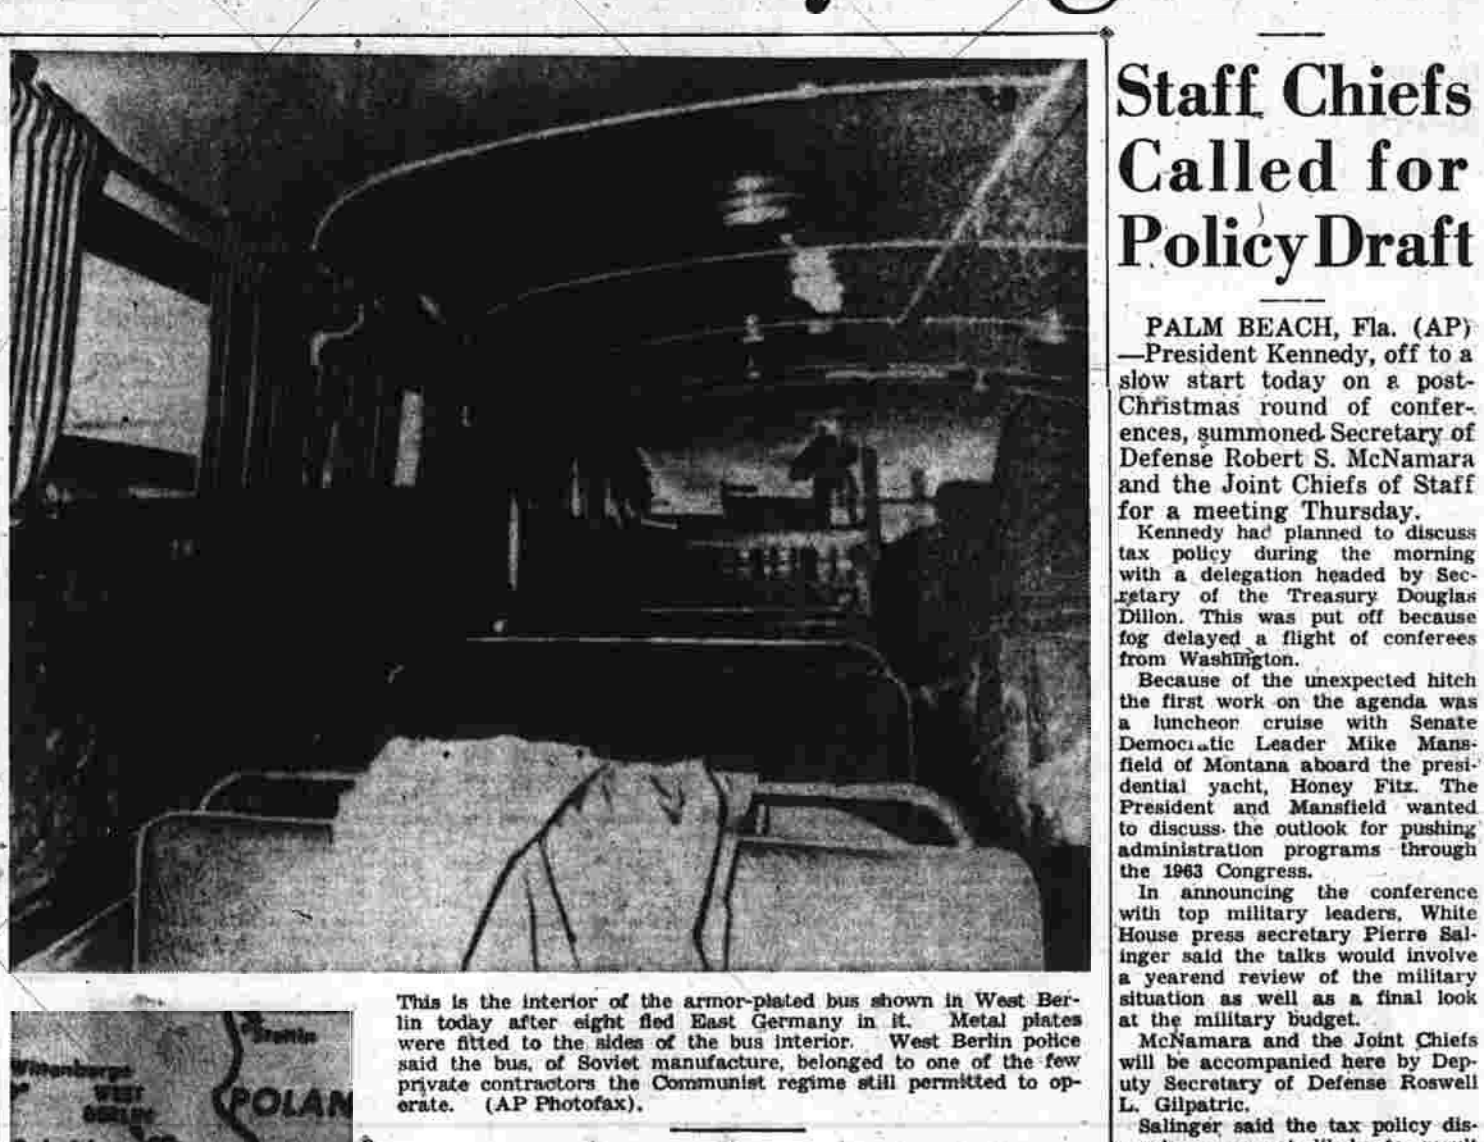 Staff Chiefs
Called for
Policy Draft
PALM BEACH, Fla. (AP)
—President Kennedy, off to a
slow start today on a post-
Christmas round of confer-
ences, summoned Secretary of
Defense Robert S. McNamara
and the Joint Chiefs of Staff
for a meeting Thursday.
Kennedy had planned to discuss
tax policy during the morning
with a delegation headed by Sec-
retary of the Treasury Douglas
Dillon. This was put off because
fog delayed a flight of conferees
from Washington.
Because of the unexpected hitch
the first work on the agenda was
a luncheon cruise with Senate
Democratic Leader Mike Mans-
field of Montana aboard the presi-
dential yacht, Honey Fitz. The
President and Mansfield wanted
to discuss the outlook for pushing
administration programs through
the 1963 Congress.
In announcing the conference
with top military leaders, White
House press secretary Pierre Sal-
inger said the talks would involve
a yearend review of the military
situation as well as a final look
at the military budget.
McNamara and the Joint Chiefs
will be accompanied here by Dep-
uty Secretary of Defense Roswell
L. Gilpatric.
Salinger said the tax policy dis-
This is the interior of the armor-plated bus shown in West Ber-
lin today after eight fled East Germany in it. Metal plates
were fitted to the sides of the bus interior. West Berlin police
said the bus, of Soviet manufacture, belonged to one of the few
private contractors the Communist regime still permitted to op-
erate. (AP Photofax).
Stettin
Wittenberge
WEST
BERLIN
POLAN